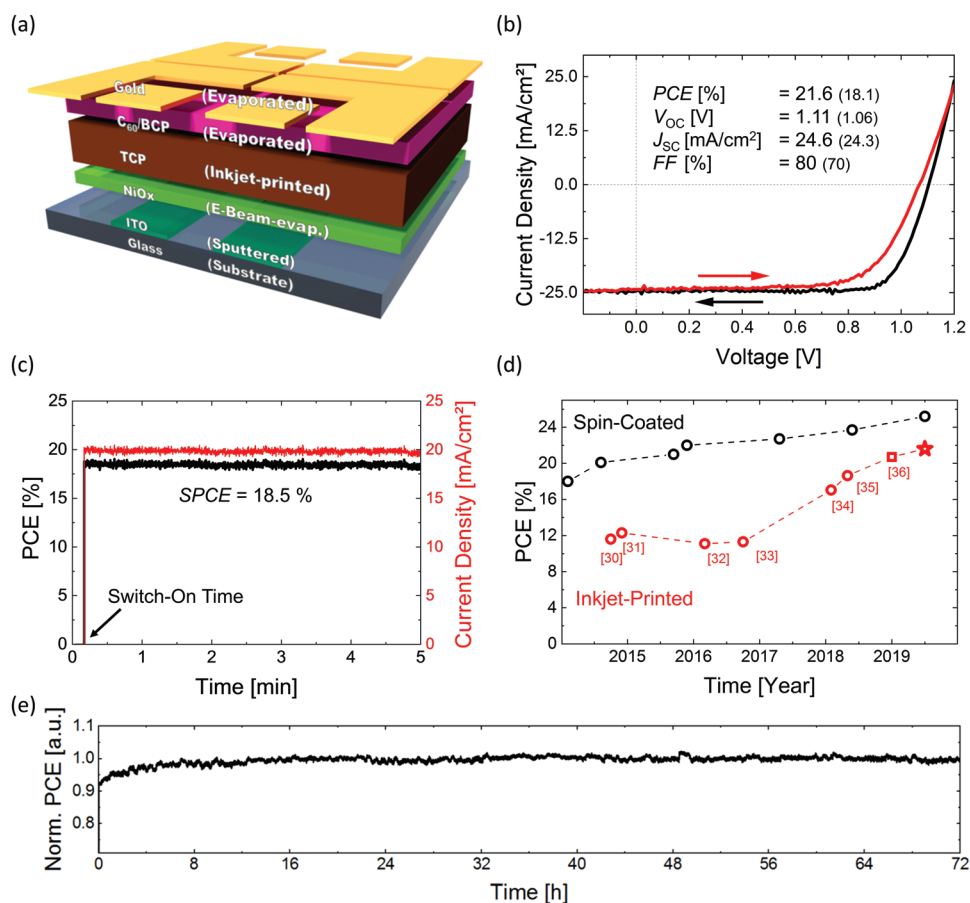 (a)
Gold (Evaporated)
C₆₀/BCP (Evaporated)
TCP (Inkjet-printed)
NiOx (E-Beam-evap.)
ITO (Sputtered)
Glass (Substrate)
(b)
Current Density [mA/cm²]
25.0
12.5
0.0
-12.5
-25.0
PCE [%] = 21.6 (18.1)
V_OC [V] = 1.11 (1.06)
J_SC [mA/cm²] = 24.6 (24.3)
FF [%] = 80 (70)
0.0 0.2 0.4 0.6 0.8 1.0 1.2
Voltage [V]
(c)
PCE [%]
25
20
15
10
5
0
SPCE = 18.5 %
Switch-On Time
25
20
15
10
5
0
Current Density [mA/cm²]
0 1 2 3 4 5
Time [min]
(d)
PCE [%]
24
20
16
12
8
4
0
Spin-Coated
[30]
[31]
[32]
[33]
[34]
[35]
[36]
Inkjet-Printed
2015 2016 2017 2018 2019
Time [Year]
(e)
Norm. PCE [a.u.]
1.1
1.0
0.9
0.8
0 8 16 24 32 40 48 56 64 72
Time [h]